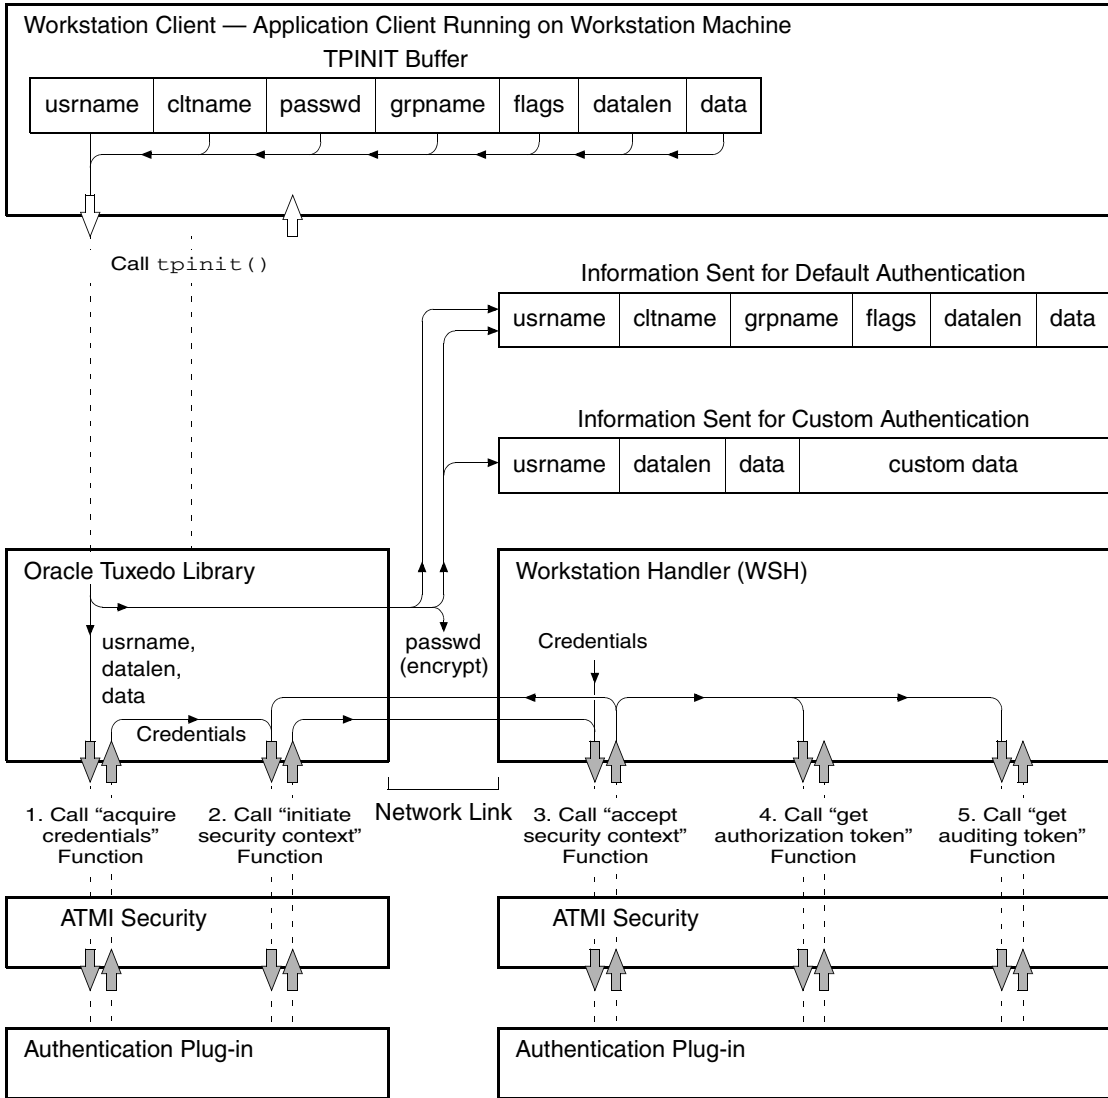 Workstation Client — Application Client Running on Workstation Machine
TPINIT Buffer
usrname cltname passwd grpname flags datalen data
Call tpinit()
Information Sent for Default Authentication
usrname cltname grpname flags datalen data
Information Sent for Custom Authentication
usrname datalen data custom data
Oracle Tuxedo Library
usrname,
datalen,
data
Credentials
passwd
(encrypt)
Workstation Handler (WSH)
Credentials
Network Link
1. Call “acquire
credentials”
Function
2. Call “initiate
security context”
Function
3. Call “accept
security context”
Function
4. Call “get
authorization token”
Function
5. Call “get
auditing token”
Function
ATMI Security
ATMI Security
Authentication Plug-in
Authentication Plug-in